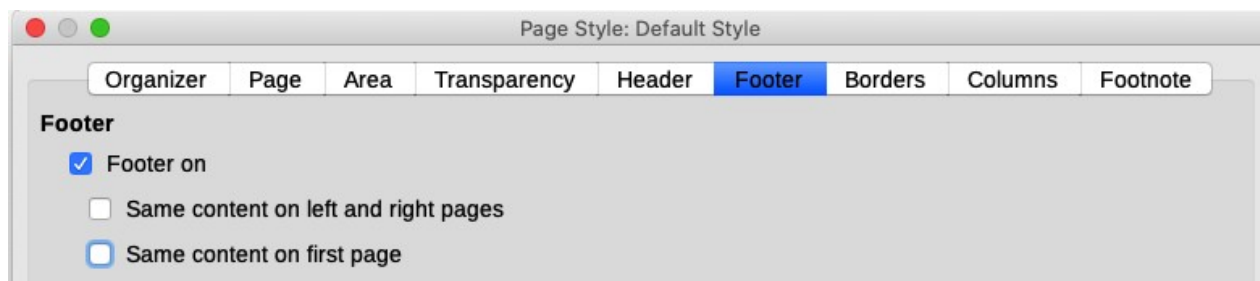 Page Style: Default Style
Organizer Page Area Transparency Header Footer Borders Columns Footnote
Footer
Footer on
Same content on left and right pages
Same content on first page